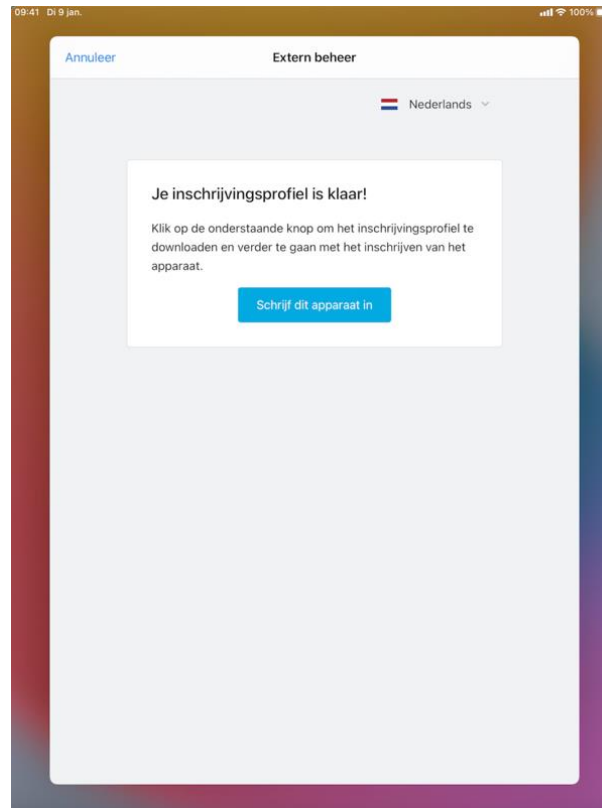 09:41 Di 9 jan.
100%
Annuleer
Extern beheer
Nederlands
Je inschrijvingsprofiel is klaar!
Klik op de onderstaande knop om het inschrijvingsprofiel te
downloaden en verder te gaan met het inschrijven van het
apparaat.
Schrijf dit apparaat in